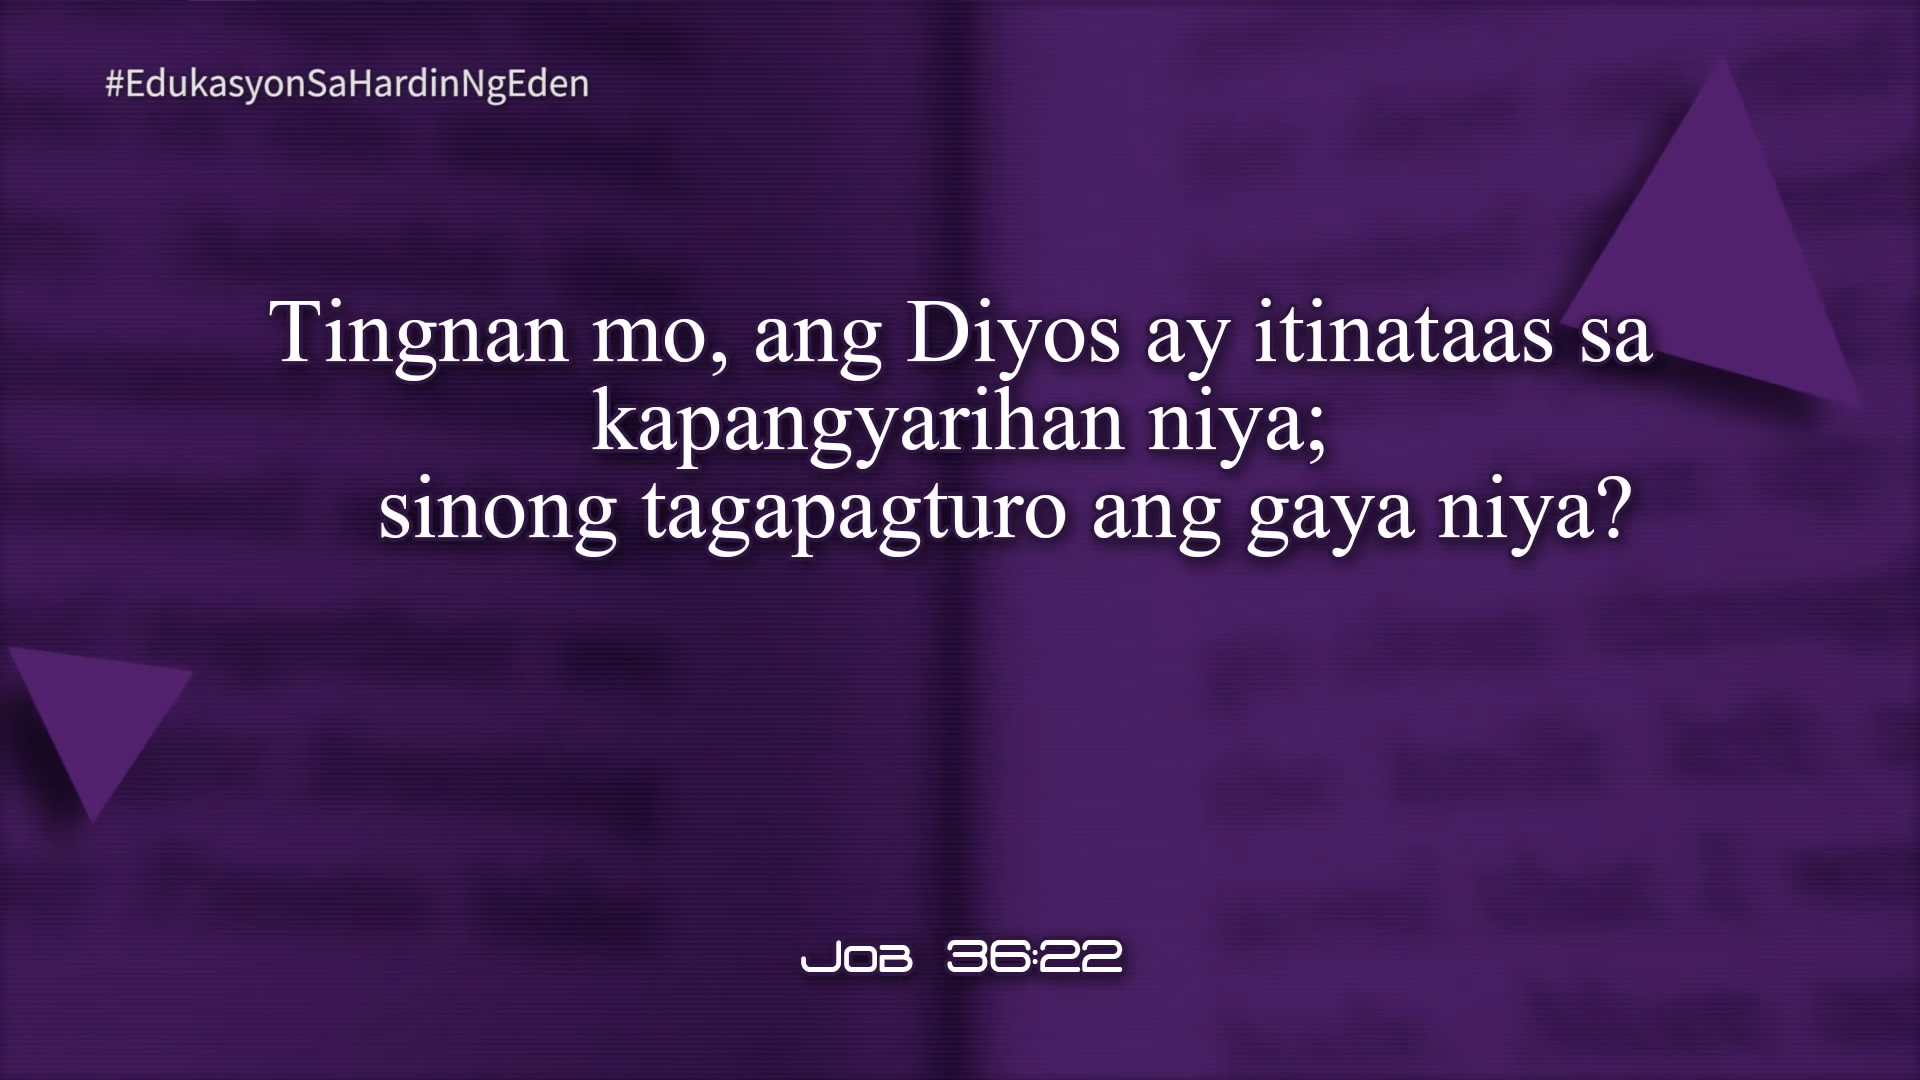 #EdukasyonSaHardinNgEden
Tingnan mo, ang Diyos ay itinataas sa
kapangyarihan niya;
sinong tagapagturo ang gaya niya?
Job 36:22